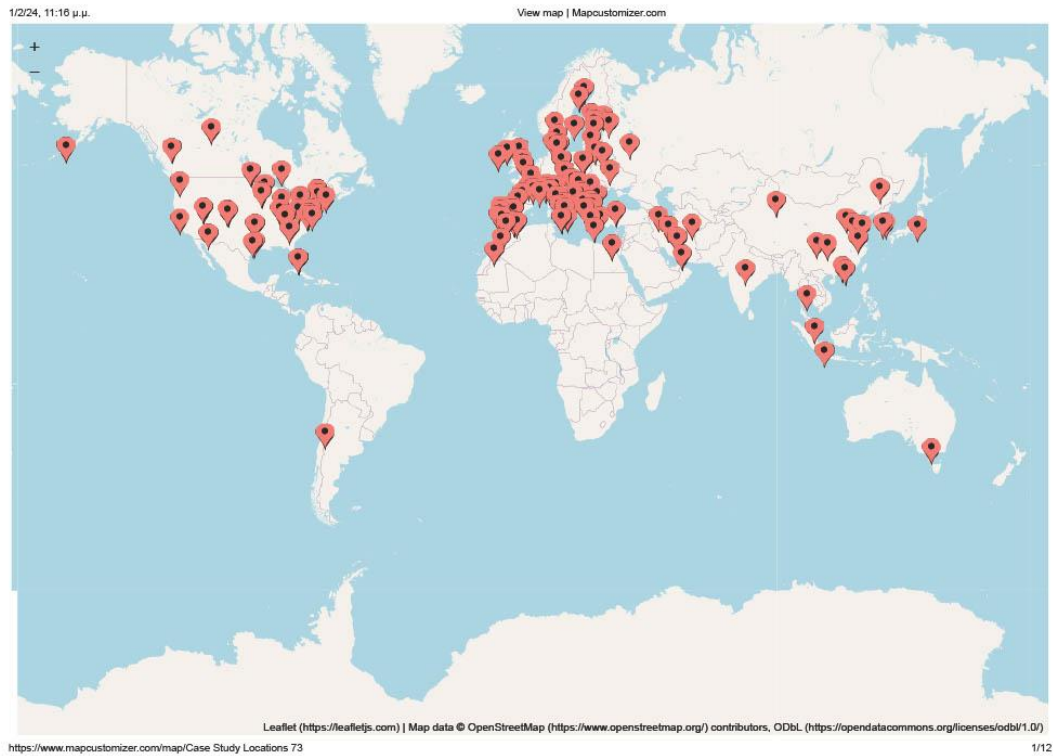 1/2/24, 11:16 μ.μ.
View map | Mapcustomizer.com
+
−
Leaflet (https://leafletjs.com) | Map data © OpenStreetMap (https://www.openstreetmap.org/) contributors, ODbL (https://opendatacommons.org/licenses/odbl/1.0/)
https://www.mapcustomizer.com/map/Case Study Locations 73
1/12